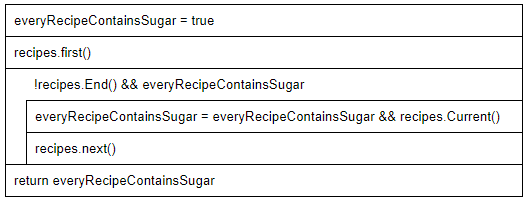 everyRecipeContainsSugar = true
recipes.first()
!recipes.End() && everyRecipeContainsSugar
everyRecipeContainsSugar = everyRecipeContainsSugar && recipes.Current()
recipes.next()
return everyRecipeContainsSugar